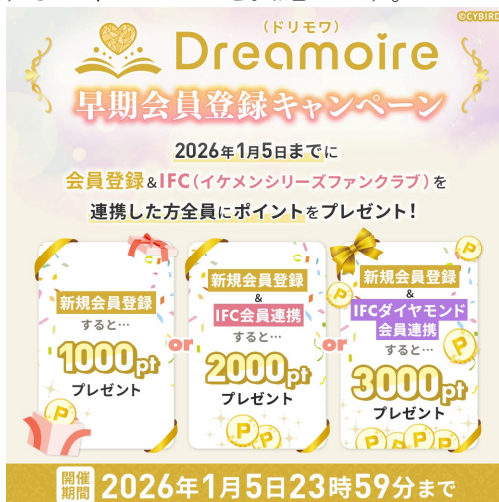 ©CYBIRD
(ドリモワ)
Dreamoire
早期会員登録キャンペーン
2026年1月5日までに
会員登録&IFC(イケメンシリーズファンクラブ)を
連携した方全員にポイントをプレゼント!
新規会員登録
すると…
1000pt
プレゼント
or
新規会員登録
&
IFC会員連携
すると…
2000pt
プレゼント
or
新規会員登録
&
IFCダイヤモンド
会員連携
すると…
3000pt
プレゼント
開催
期間
2026年1月5日23時59分まで